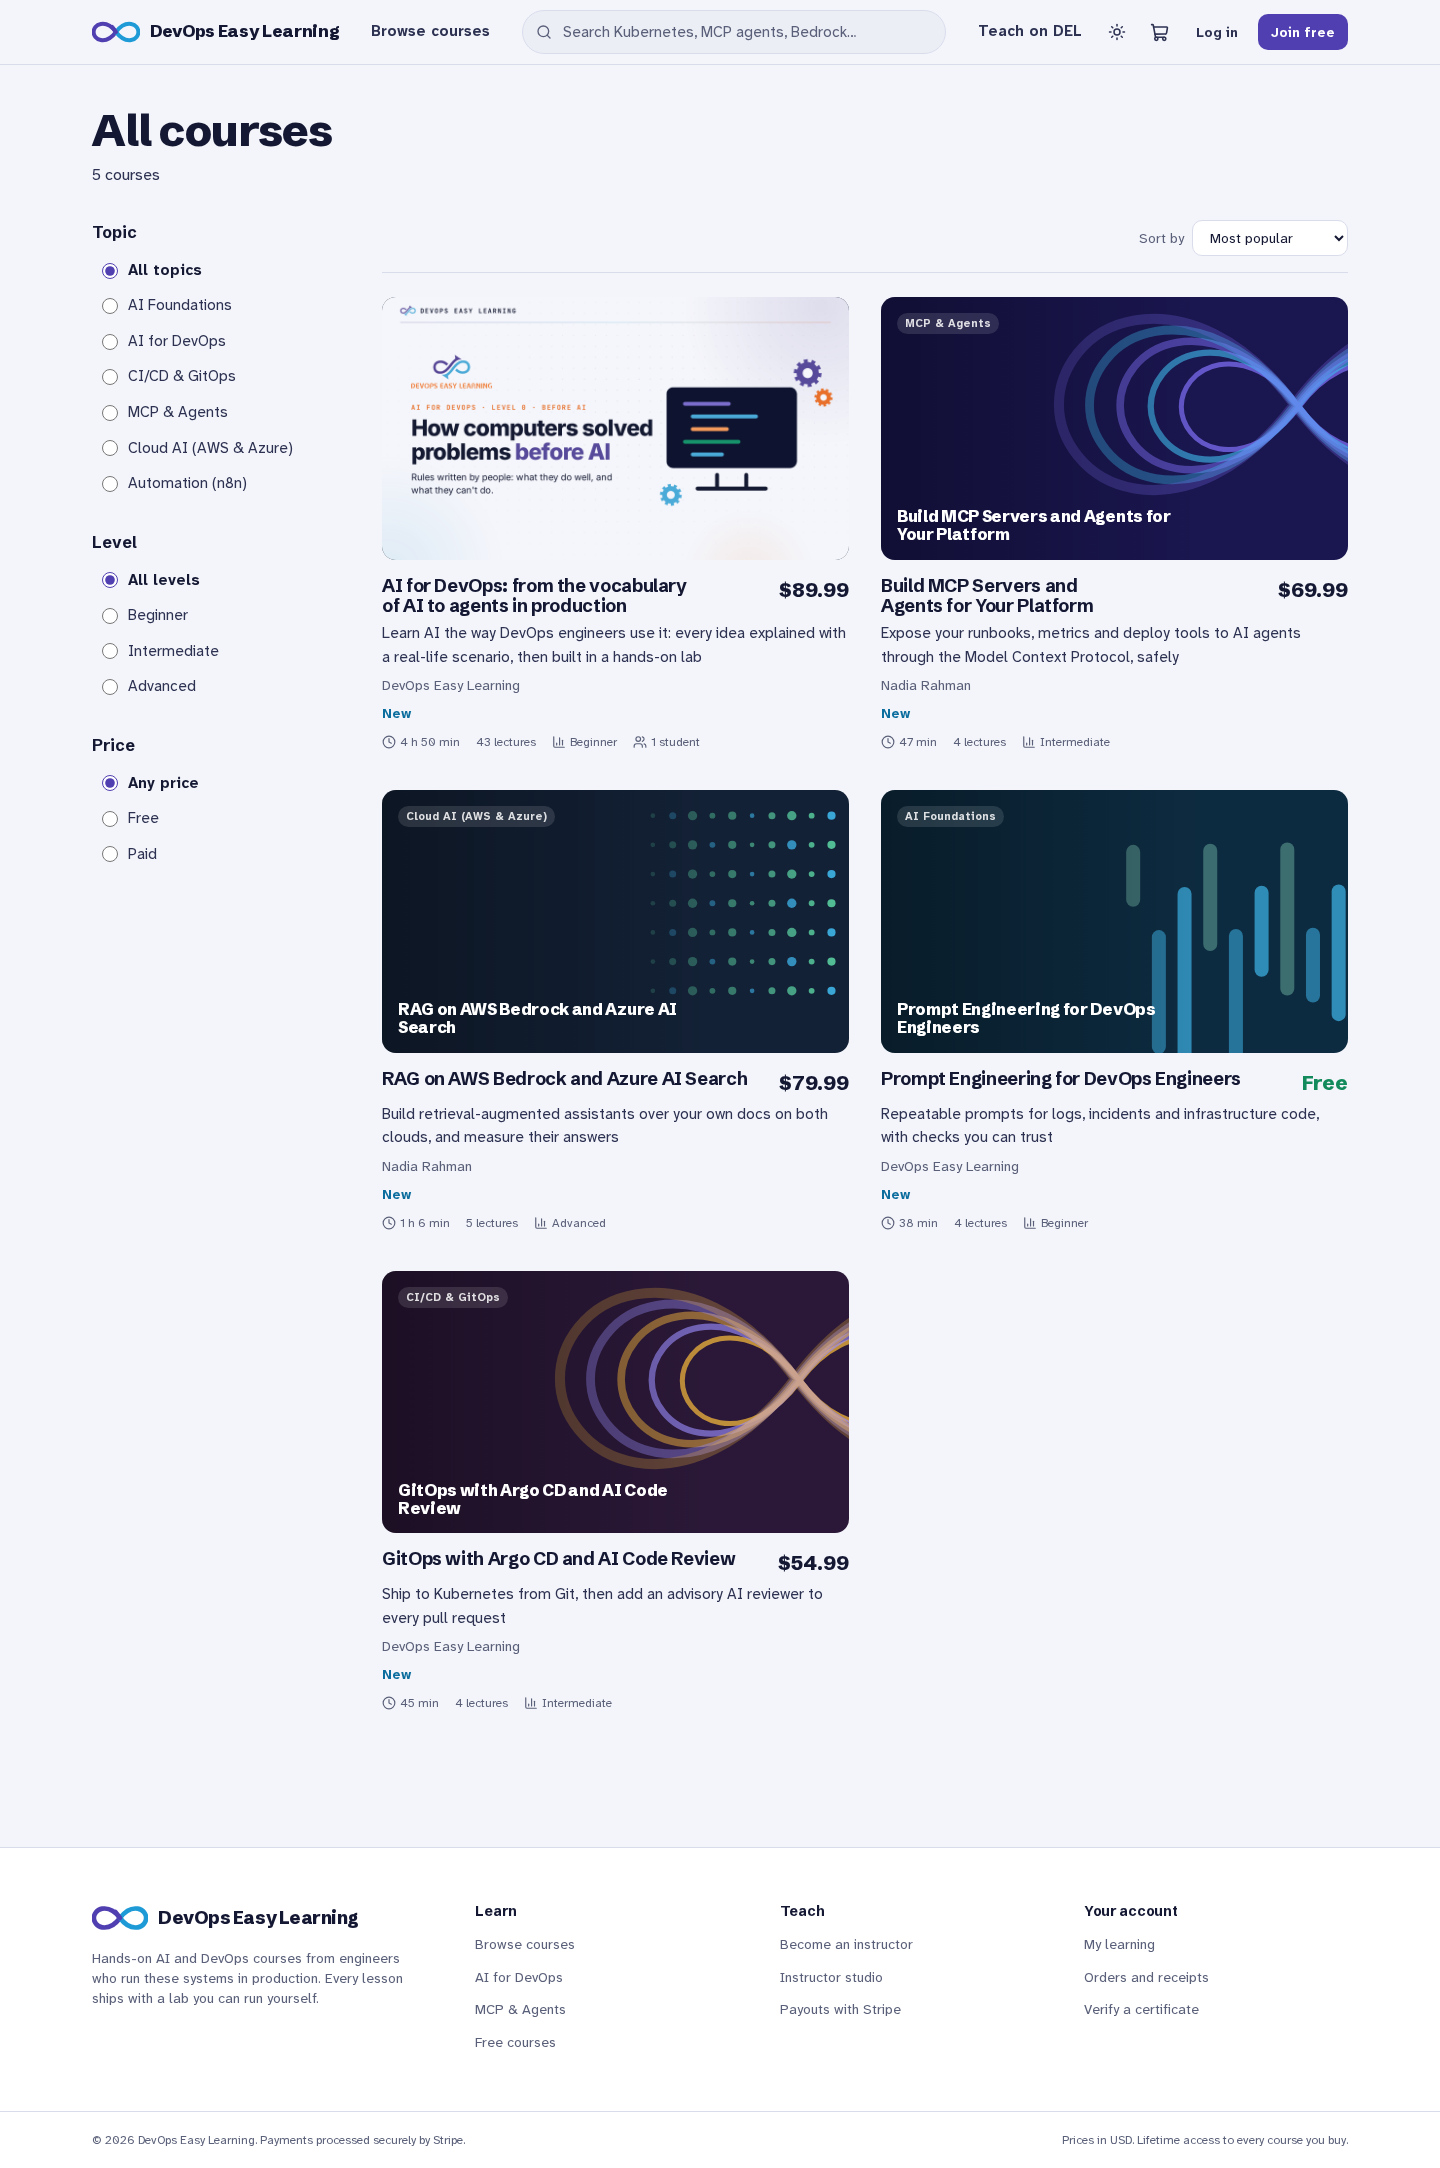 DevOps Easy Learning
Browse courses
Search Kubernetes, MCP agents, Bedrock...
Teach on DEL
Log in
Join free
All courses
5 courses
Topic
All topics
AI Foundations
AI for DevOps
CI/CD & GitOps
MCP & Agents
Cloud AI (AWS & Azure)
Automation (n8n)
Level
All levels
Beginner
Intermediate
Advanced
Price
Any price
Free
Paid
Sort by
Most popular
DEVOPS EASY LEARNING
DEVOPS EASY LEARNING
AI FOR DEVOPS · LEVEL 0 · BEFORE AI
How computers solved
problems before AI
Rules written by people: what they do well, and
what they can't do.
AI for DevOps: from the vocabulary
of AI to agents in production
$89.99
Learn AI the way DevOps engineers use it: every idea explained with
a real-life scenario, then built in a hands-on lab
DevOps Easy Learning
New
4 h 50 min
43 lectures
Beginner
1 student
MCP & Agents
Build MCP Servers and Agents for
Your Platform
Build MCP Servers and
Agents for Your Platform
$69.99
Expose your runbooks, metrics and deploy tools to AI agents
through the Model Context Protocol, safely
Nadia Rahman
New
47 min
4 lectures
Intermediate
Cloud AI (AWS & Azure)
RAG on AWS Bedrock and Azure AI
Search
RAG on AWS Bedrock and Azure AI Search
$79.99
Build retrieval-augmented assistants over your own docs on both
clouds, and measure their answers
Nadia Rahman
New
1 h 6 min
5 lectures
Advanced
AI Foundations
Prompt Engineering for DevOps
Engineers
Prompt Engineering for DevOps Engineers
Free
Repeatable prompts for logs, incidents and infrastructure code,
with checks you can trust
DevOps Easy Learning
New
38 min
4 lectures
Beginner
CI/CD & GitOps
GitOps with Argo CD and AI Code
Review
GitOps with Argo CD and AI Code Review
$54.99
Ship to Kubernetes from Git, then add an advisory AI reviewer to
every pull request
DevOps Easy Learning
New
45 min
4 lectures
Intermediate
DevOps Easy Learning
Hands-on AI and DevOps courses from engineers
who run these systems in production. Every lesson
ships with a lab you can run yourself.
Learn
Browse courses
AI for DevOps
MCP & Agents
Free courses
Teach
Become an instructor
Instructor studio
Payouts with Stripe
Your account
My learning
Orders and receipts
Verify a certificate
© 2026 DevOps Easy Learning. Payments processed securely by Stripe.
Prices in USD. Lifetime access to every course you buy.